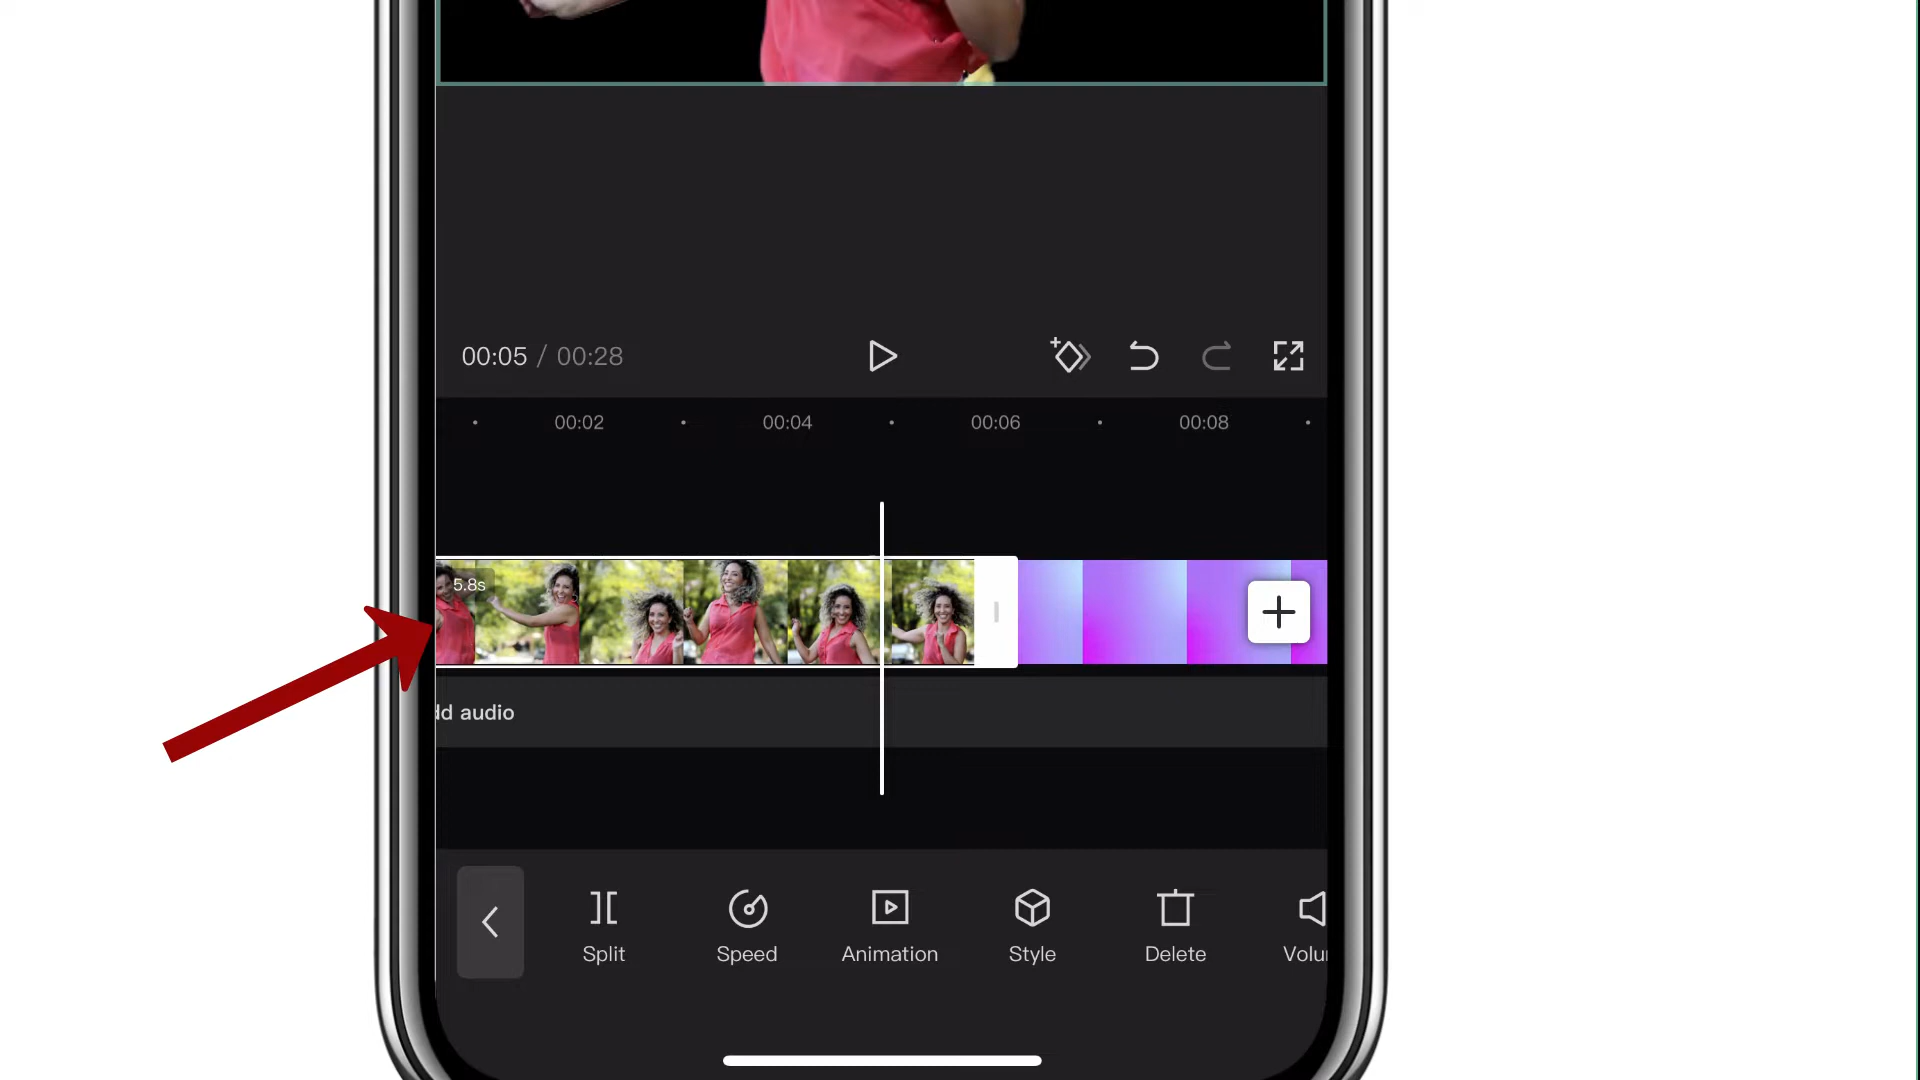 00:05 / 00:28
00:02 00:04 00:06 00:08
5.8s
dd audio
Split Speed Animation Style Delete Volu